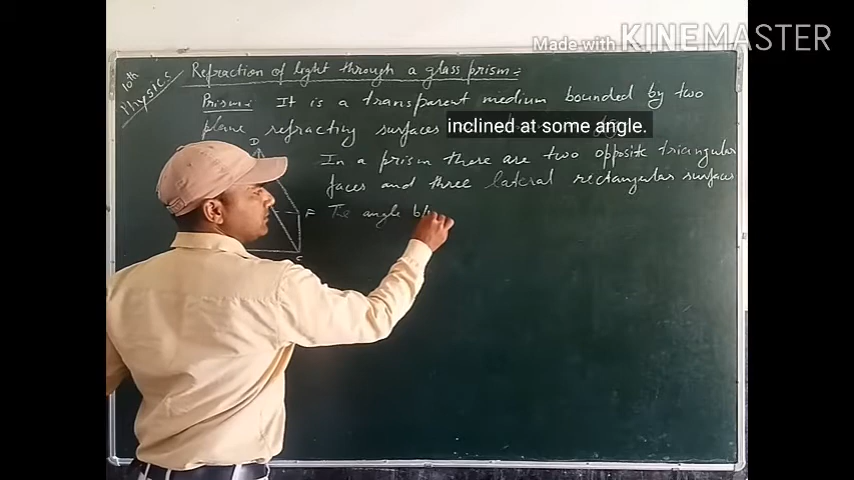 Made with KINEMASTER
10th
Physics
Refraction of light through a glass prism:
Prism: It is a transparent medium bounded by two
plane refracting surfaces inclined at some angle.
D
In a prism there are two opposite triangular
faces and three lateral rectangular surfaces
F The angle b/
C